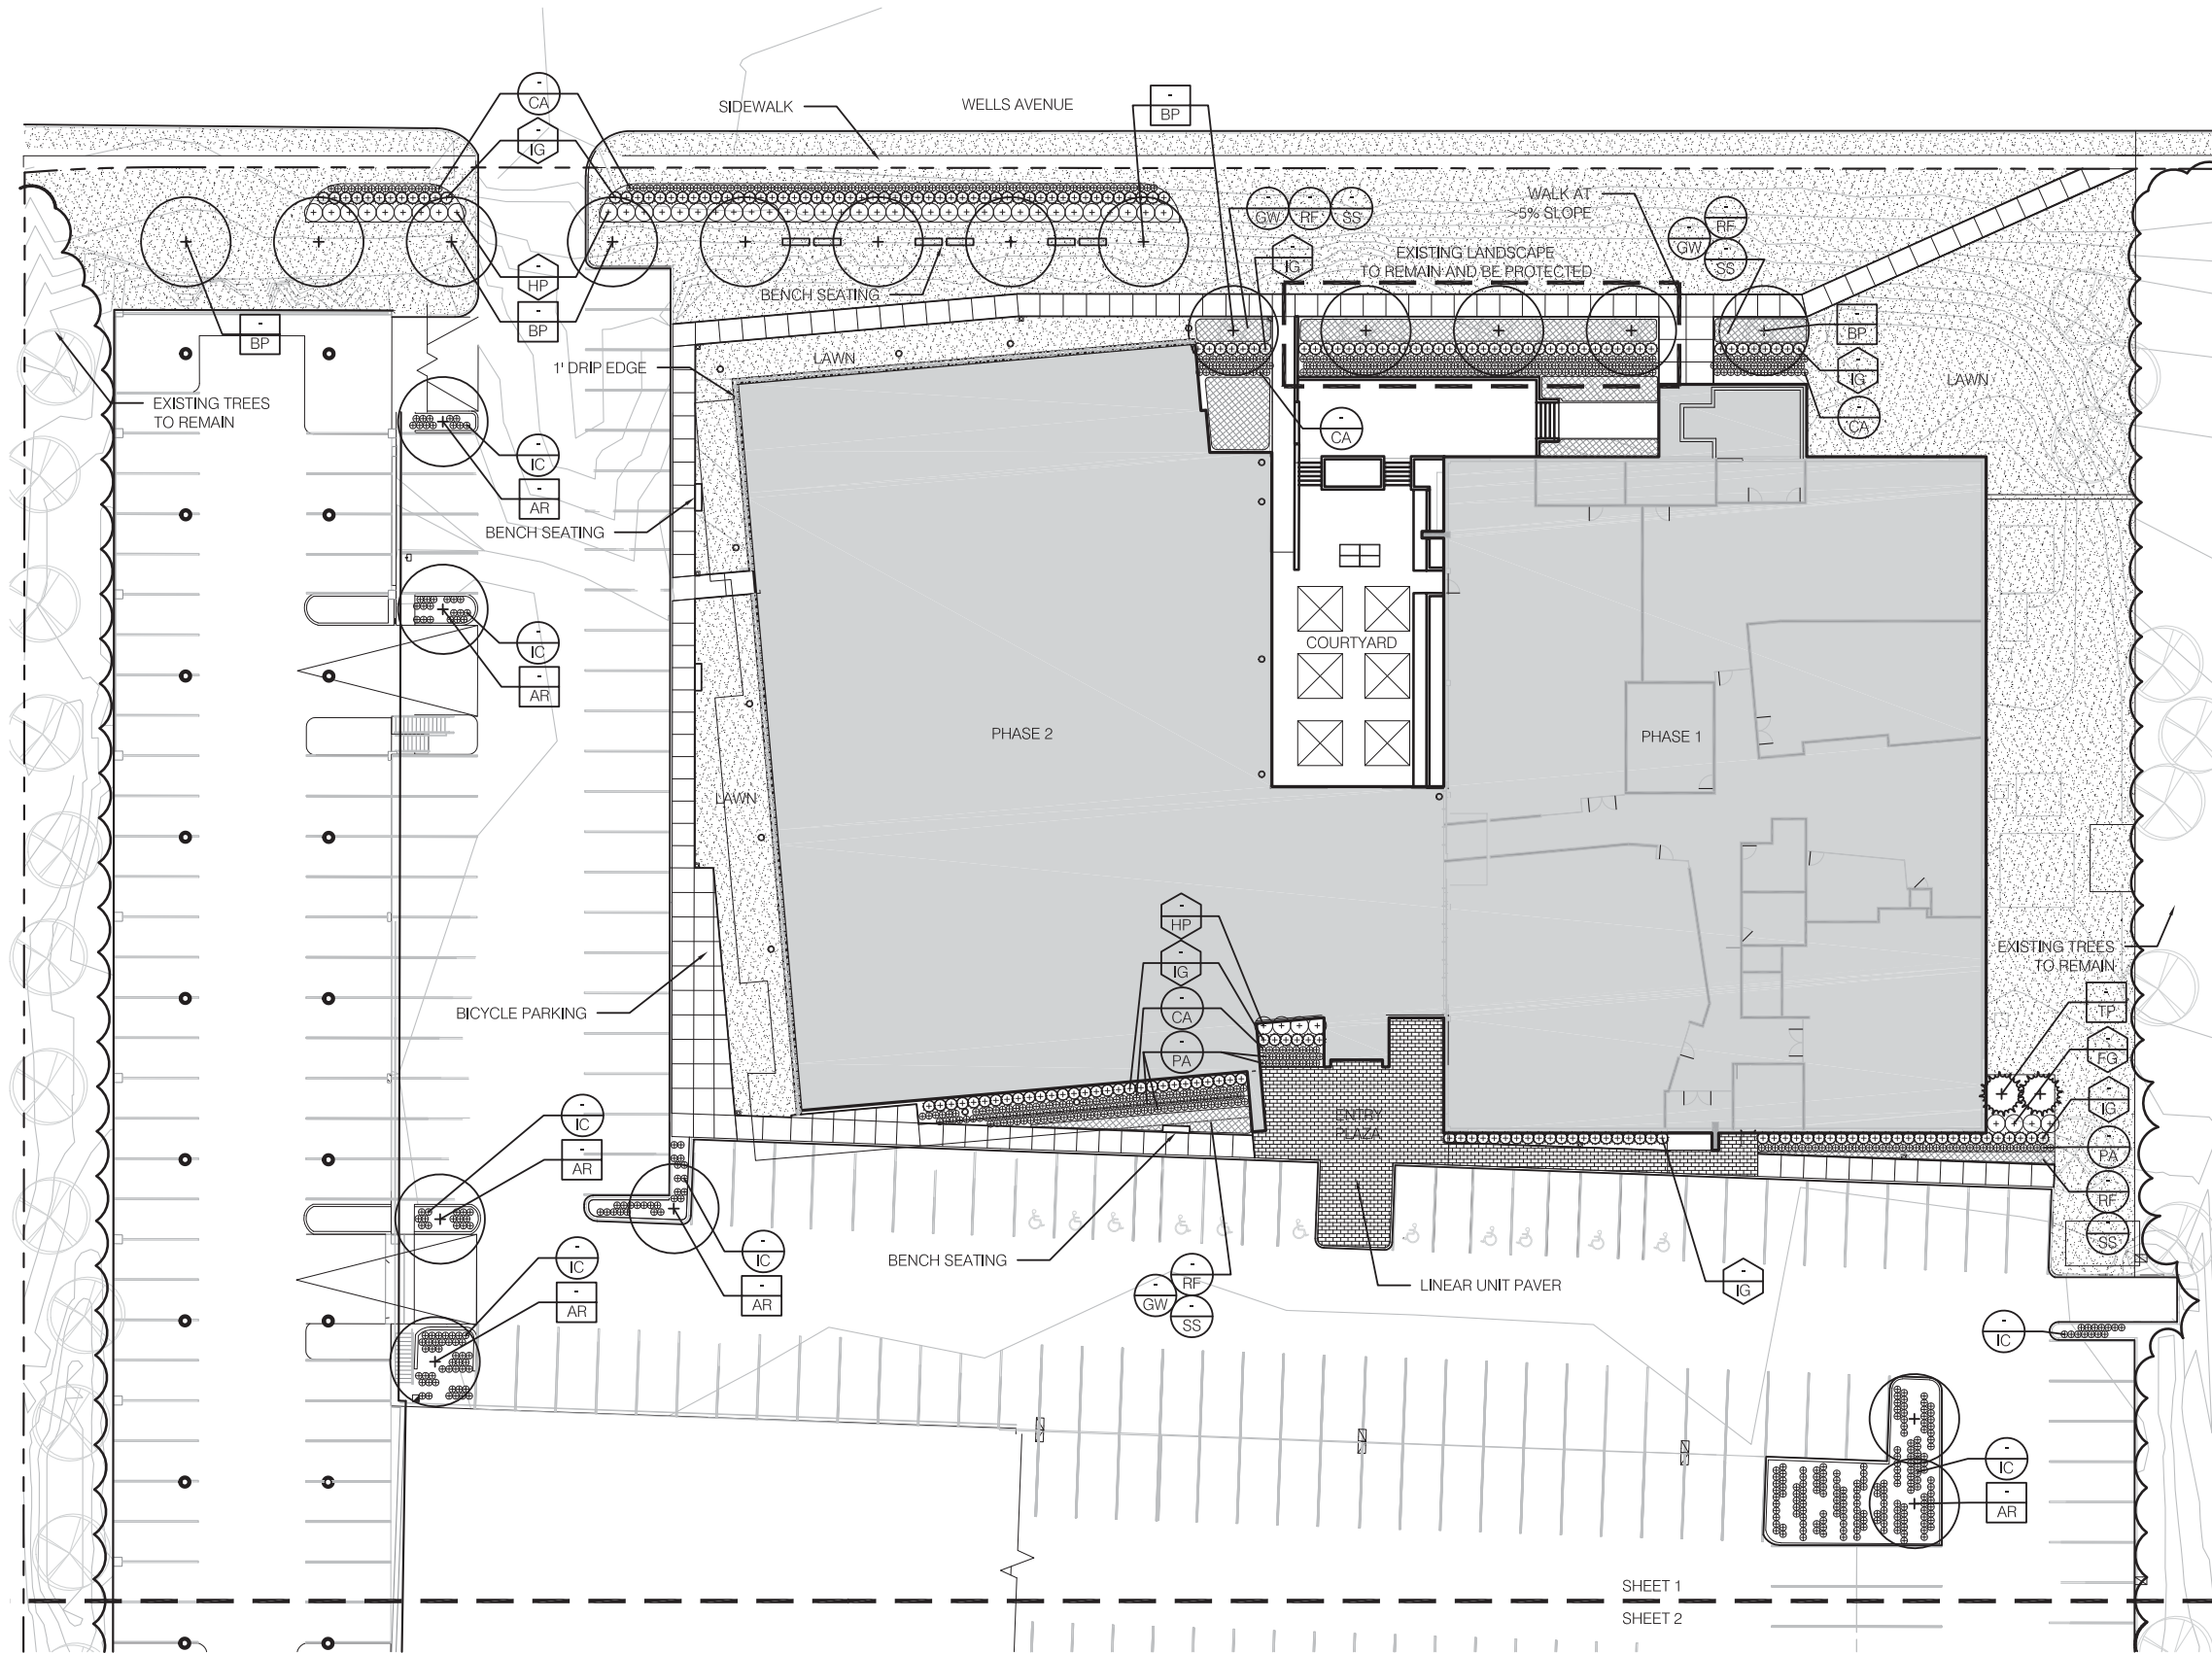 -
CA
-
IG
SIDEWALK
WELLS AVENUE
-
BP
-
GW
-
RF
-
SS
WALK AT
>5% SLOPE
-
RF
-
GW
-
SS
-
IG
EXISTING LANDSCAPE
TO REMAIN AND BE PROTECTED
-
HP
-
BP
BENCH SEATING
-
BP
-
BP
-
IG
-
CA
LAWN
LAWN
1' DRIP EDGE
EXISTING TREES
TO REMAIN
-
CA
-
IC
-
AR
BENCH SEATING
-
IC
-
AR
COURTYARD
PHASE 2
PHASE 1
LAWN
-
HP
-
IG
-
CA
-
PA
BICYCLE PARKING
EXISTING TREES
TO REMAIN
-
TP
-
FG
-
IG
-
PA
-
RF
-
SS
ENTRY
PLAZA
-
IC
-
AR
-
IC
-
AR
-
IC
-
AR
BENCH SEATING
-
RF
-
GW
-
SS
LINEAR UNIT PAVER
-
IG
-
IC
-
IC
-
AR
SHEET 1
SHEET 2